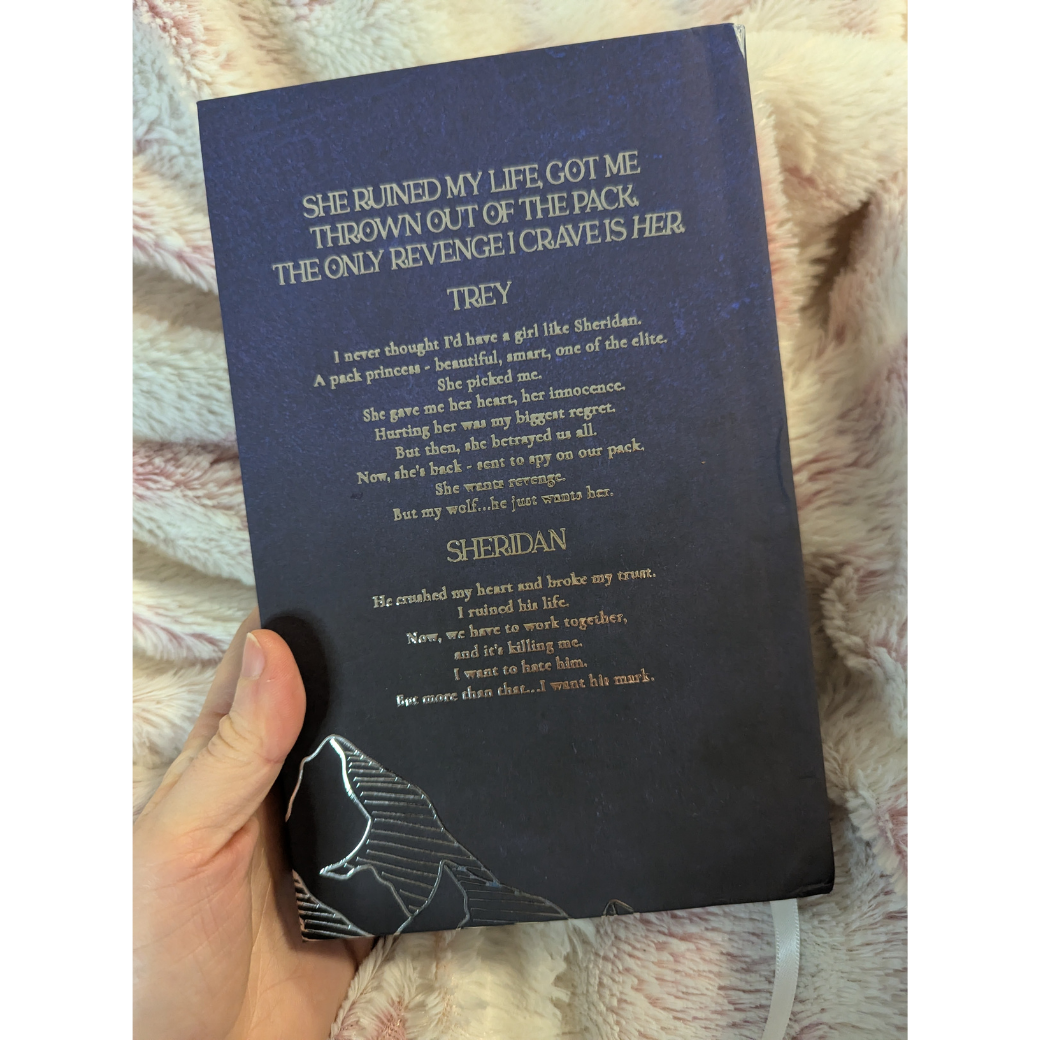 SHE RUINED MY LIFE, GOT ME
THROWN OUT OF THE PACK.
THE ONLY REVENGE I CRAVE IS HER.
TREY
I never thought I'd have a girl like Sheridan.
A pack princess - beautiful, smart, one of the elite.
She picked me.
She gave me her heart, her innocence.
Hurting her was my biggest regret.
But then, she betrayed us all.
Now, she's back - sent to spy on our pack.
She wants revenge.
But my wolf...he just wants her.
SHERIDAN
He crushed my heart and broke my trust.
I ruined his life.
Now, we have to work together,
and it's killing me.
I want to hate him.
But more than that...I want his mark.